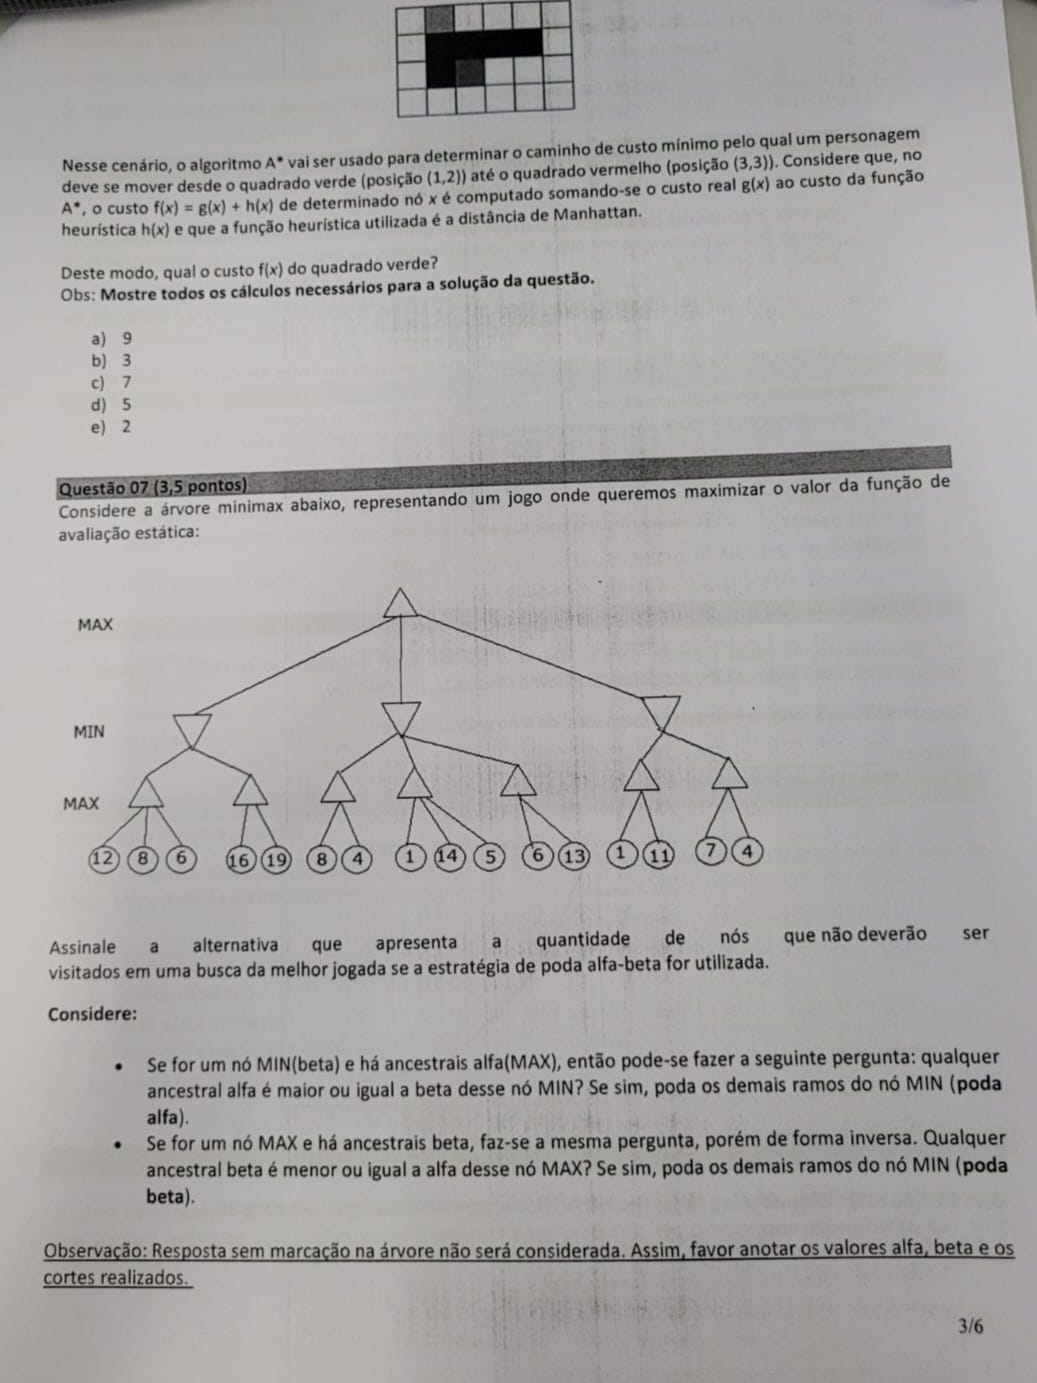 Nesse cenário, o algoritmo A* vai ser usado para determinar o caminho de custo mínimo pelo qual um personagem
deve se mover desde o quadrado verde (posição (1,2)) até o quadrado vermelho (posição (3,3)). Considere que, no
A*, o custo f(x) = g(x) + h(x) de determinado nó x é computado somando-se o custo real g(x) ao custo da função
heurística h(x) e que a função heurística utilizada é a distância de Manhattan.
Deste modo, qual o custo f(x) do quadrado verde?
Obs: Mostre todos os cálculos necessários para a solução da questão.
a) 9
b) 3
c) 7
d) 5
e) 2
Questão 07 (3,5 pontos)
Considere a árvore minimax abaixo, representando um jogo onde queremos maximizar o valor da função de
avaliação estática:
MAX
MIN
MAX
12 8 6 16 19 8 4 1 14 5 6 13 1 11 7 4
Assinale a alternativa que apresenta a quantidade de nós que não deverão ser
visitados em uma busca da melhor jogada se a estratégia de poda alfa-beta for utilizada.
Considere:
• Se for um nó MIN(beta) e há ancestrais alfa(MAX), então pode-se fazer a seguinte pergunta: qualquer
ancestral alfa é maior ou igual a beta desse nó MIN? Se sim, poda os demais ramos do nó MIN (poda
alfa).
• Se for um nó MAX e há ancestrais beta, faz-se a mesma pergunta, porém de forma inversa. Qualquer
ancestral beta é menor ou igual a alfa desse nó MAX? Se sim, poda os demais ramos do nó MIN (poda
beta).
Observação: Resposta sem marcação na árvore não será considerada. Assim, favor anotar os valores alfa, beta e os
cortes realizados.
3/6